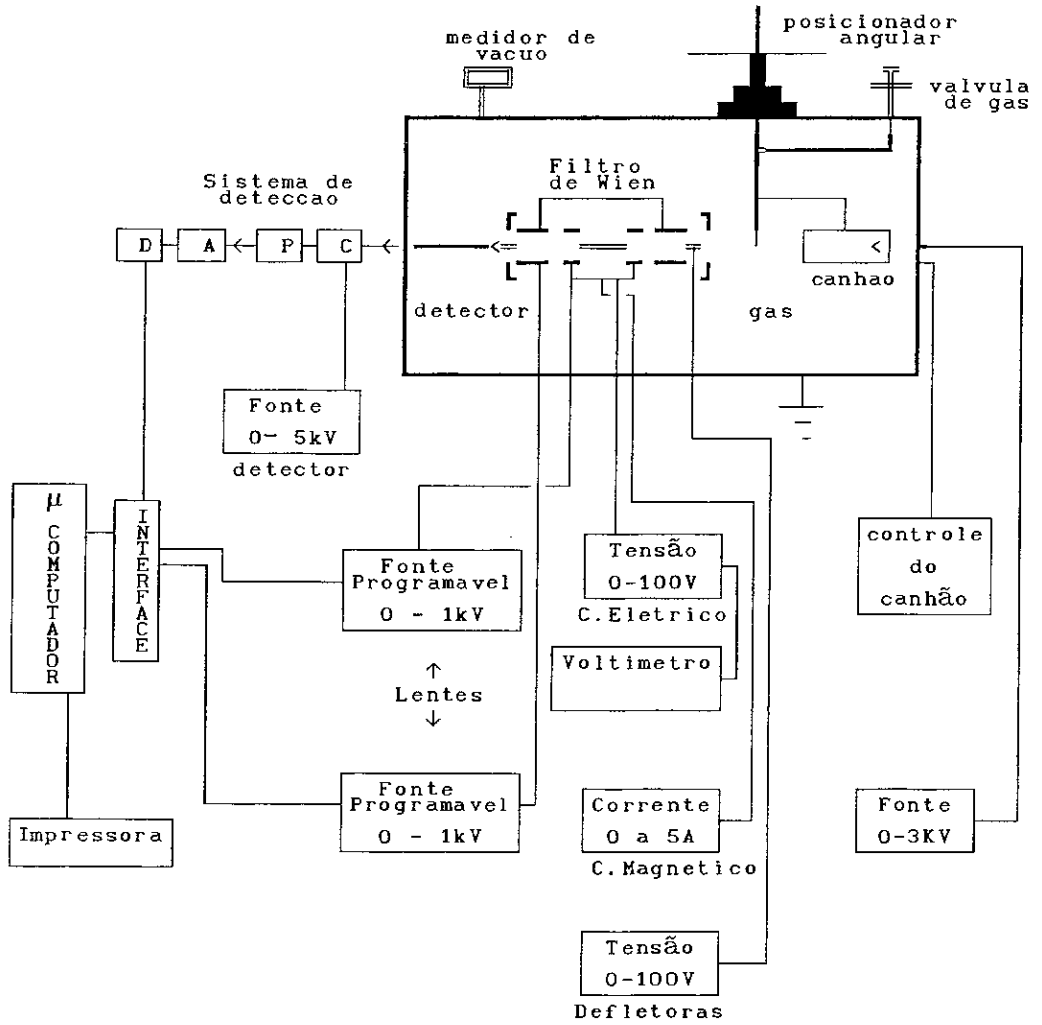 medidor de
vacuo
posicionador
angular
valvula
de gas
Sistema de
deteccao
Filtro
de Wien
D
A
P
C
canhao
detector
gas
Fonte
0- 5kV
detector
μ
COMPUTADOR
INTERFACE
Fonte
Programavel
0 - 1kV
Tensão
0-100V
C.Eletrico
controle
do
canhão
Voltimetro
Lentes
Fonte
Programavel
0 - 1kV
Corrente
0 a 5A
C.Magnetico
Fonte
0-3KV
Impressora
Tensão
0-100V
Defletoras